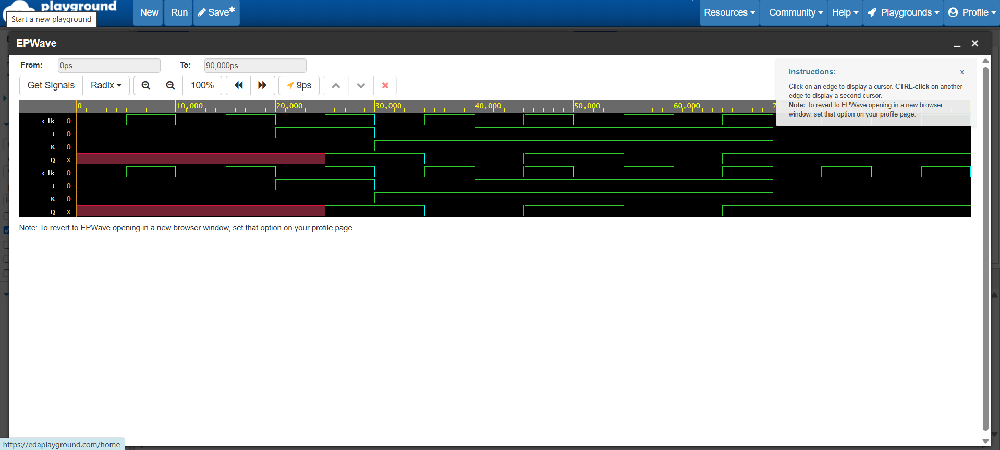 playground
Start a new playground
New
Run
Save*
Resources
Community
Help
Playgrounds
Profile
EPWave
From:
0ps
To:
90,000ps
Get Signals
Radix
100%
9ps
Instructions:
x
Click on an edge to display a cursor. CTRL-click on another
edge to display a second cursor.
Note: To revert to EPWave opening in a new browser
window, set that option on your profile page.
0
10,000
20,000
30,000
40,000
50,000
60,000
clk 0
J 0
K 0
Q X
clk 0
J 0
K 0
Q X
Note: To revert to EPWave opening in a new browser window, set that option on your profile page.
https://edaplayground.com/home